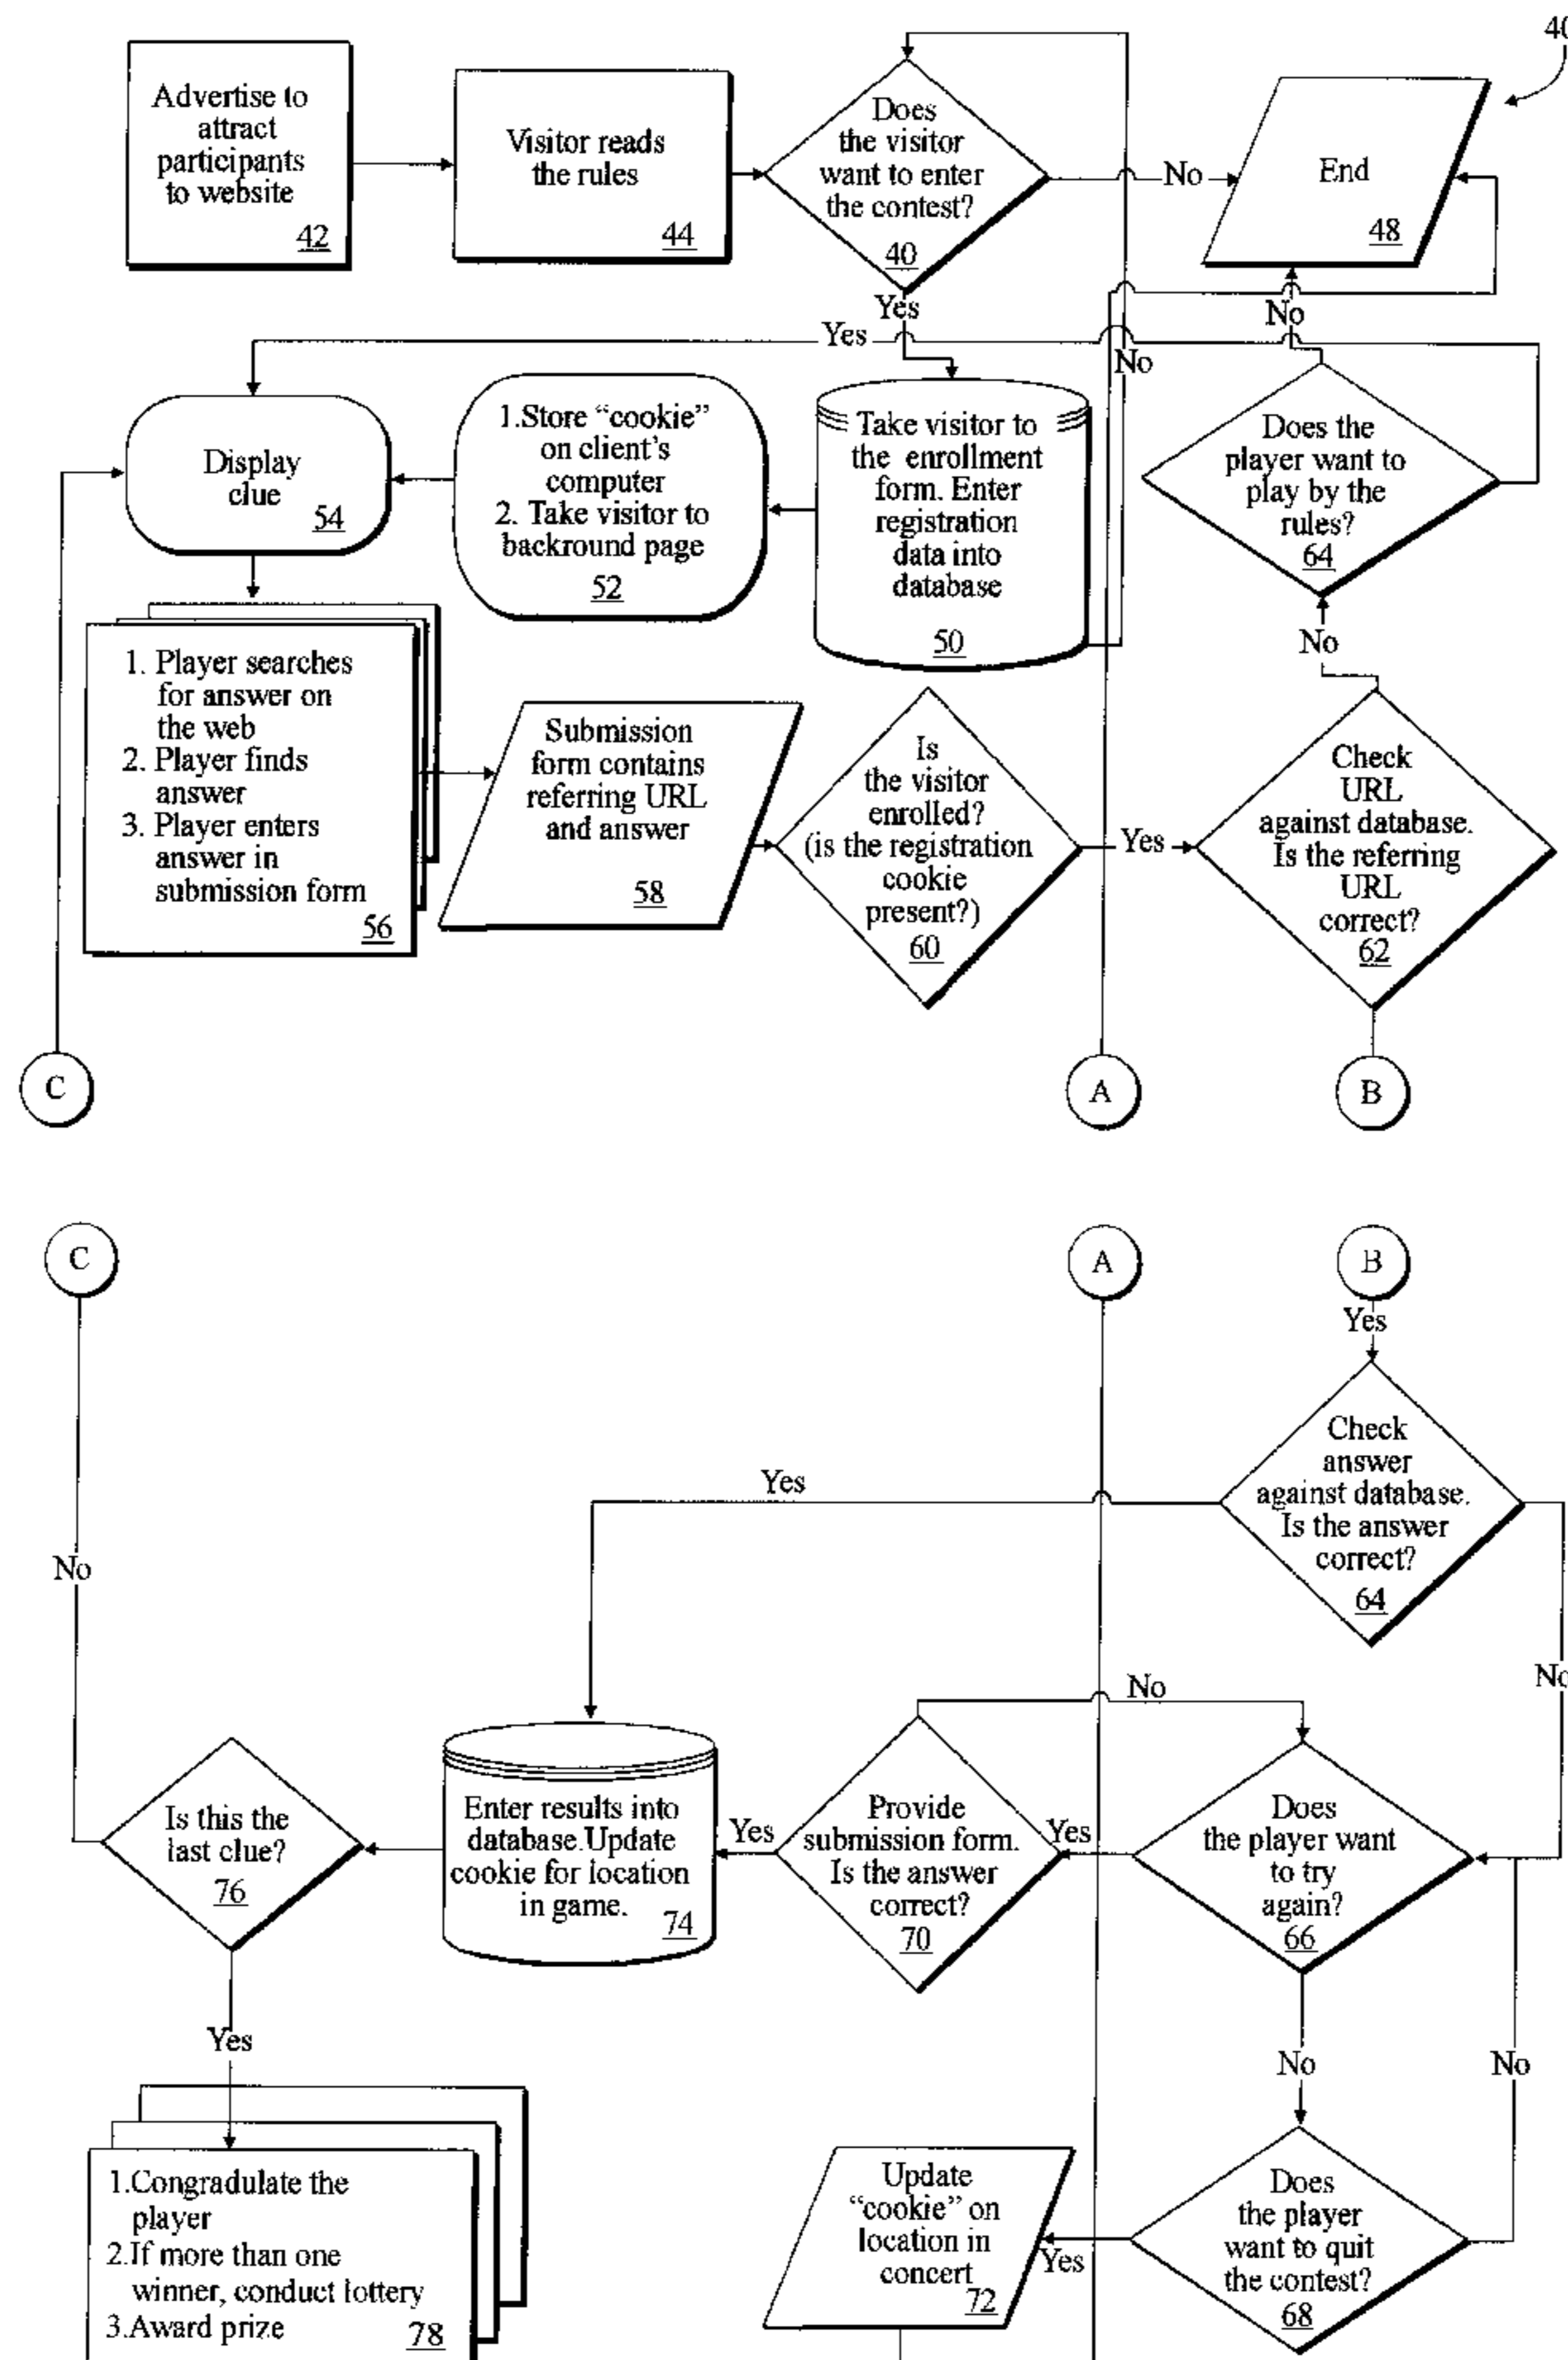 40
Advertise to
attract
participants
to website
42
Visitor reads
the rules
44
Does
the visitor
want to enter
the contest?
40
No
End
48
Yes
Yes
No
No
Display
clue
54
1.Store “cookie”
on client's
computer
2. Take visitor to
backround page
52
Take visitor to
the enrollment
form. Enter
registration
data into
database
50
Does the
player want to
play by the
rules?
64
No
1. Player searches
for answer on
the web
2. Player finds
answer
3. Player enters
answer in
submission form
56
Submission
form contains
referring URL
and answer
58
Is
the visitor
enrolled?
(is the registration
cookie
present?)
60
Yes
Check
URL
against database.
Is the referring
URL
correct?
62
C
A
B
C
A
B
Yes
Check
answer
against database.
Is the answer
correct?
64
Yes
No
No
No
Is this the
last clue?
76
Enter results into
database.Update
cookie for location
in game.
74
Yes
Provide
submission form.
Is the answer
correct?
70
Yes
Does
the player want
to try
again?
66
Yes
No
No
1.Congradulate the
player
2.If more than one
winner, conduct lottery
3.Award prize
78
Update
“cookie” on
location in
concert
72
Yes
Does
the player
want to quit
the contest?
68